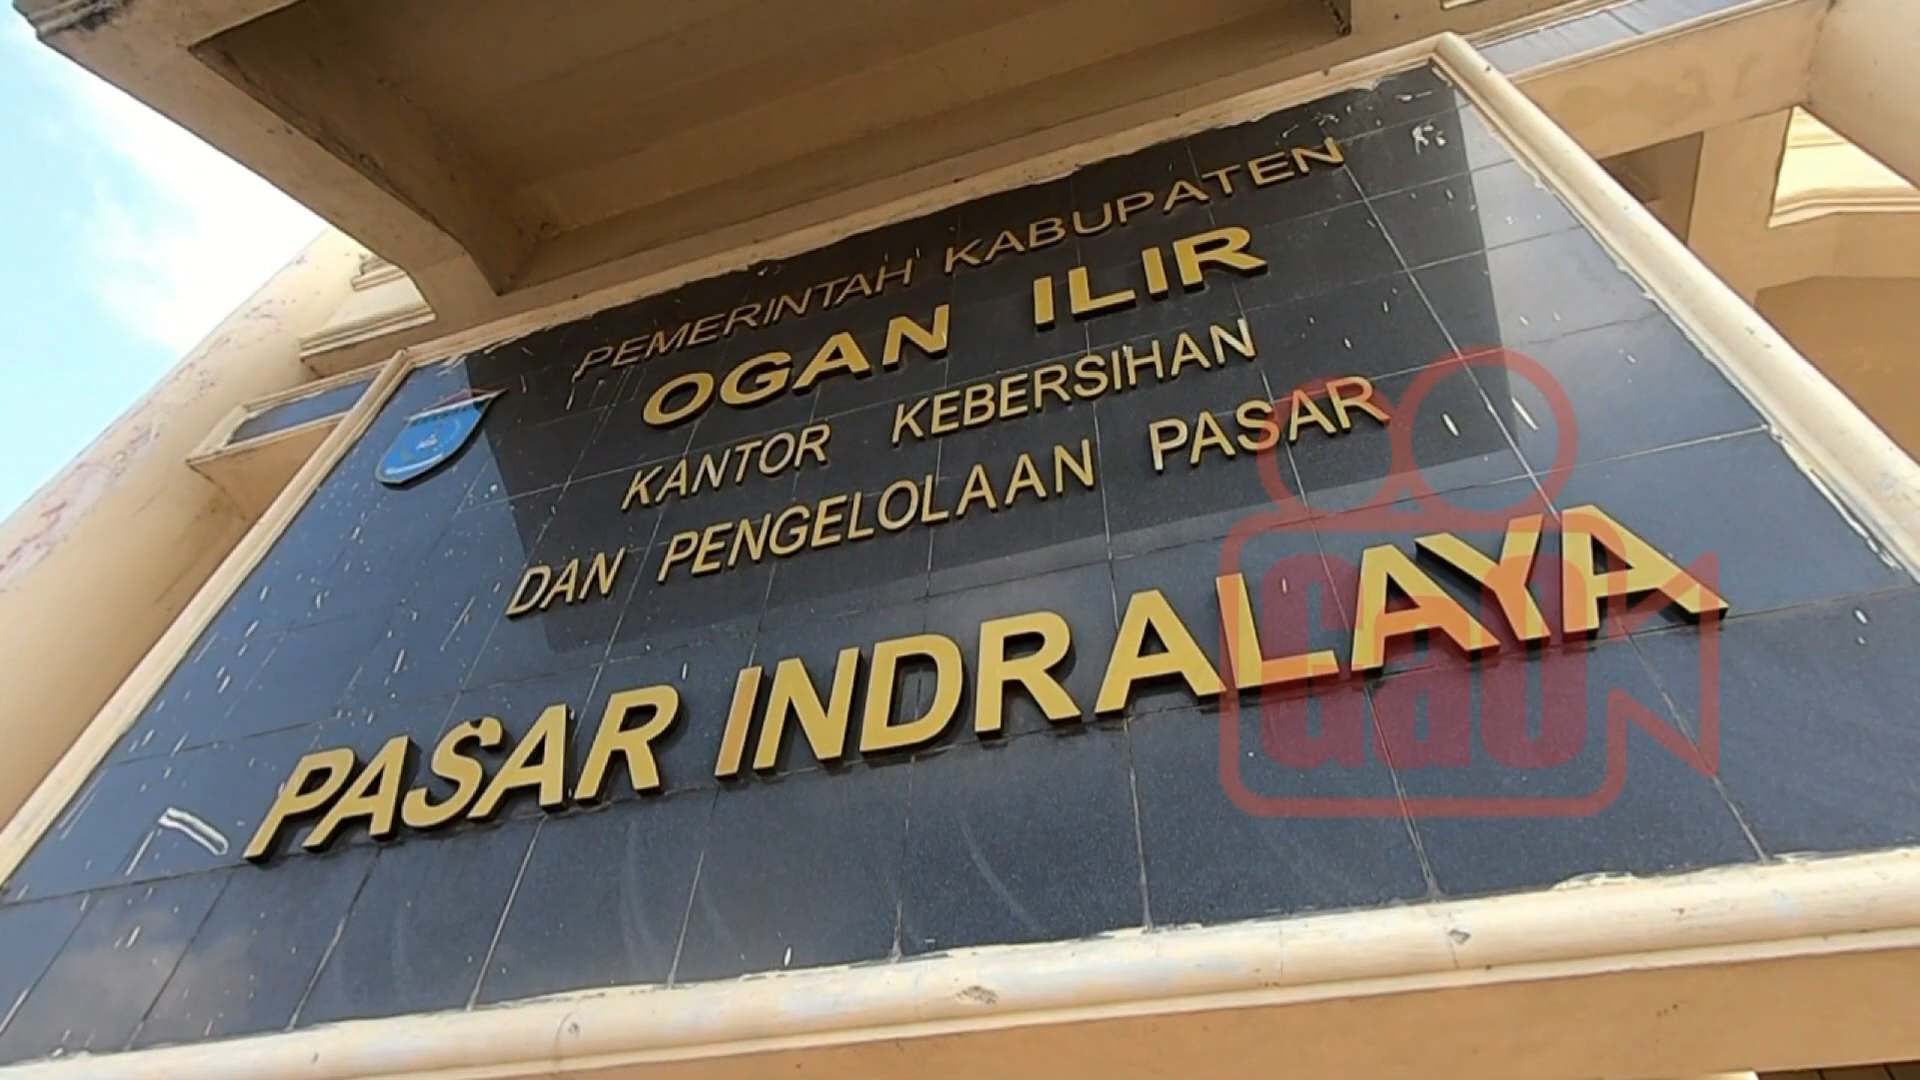 PEMERINTAH KABUPATEN
OGAN ILIR
KANTOR KEBERSIHAN
DAN PENGELOLAAN PASAR
PASAR INDRALAYA